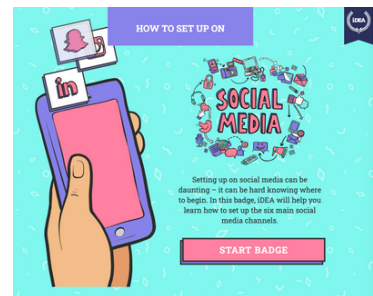 HOW TO SET UP ON
iDEA
in
SOCIAL
MEDIA
Setting up on social media can be
daunting – it can be hard knowing where
to begin. In this badge, iDEA will help you
learn how to set up the six main social
media channels.
START BADGE